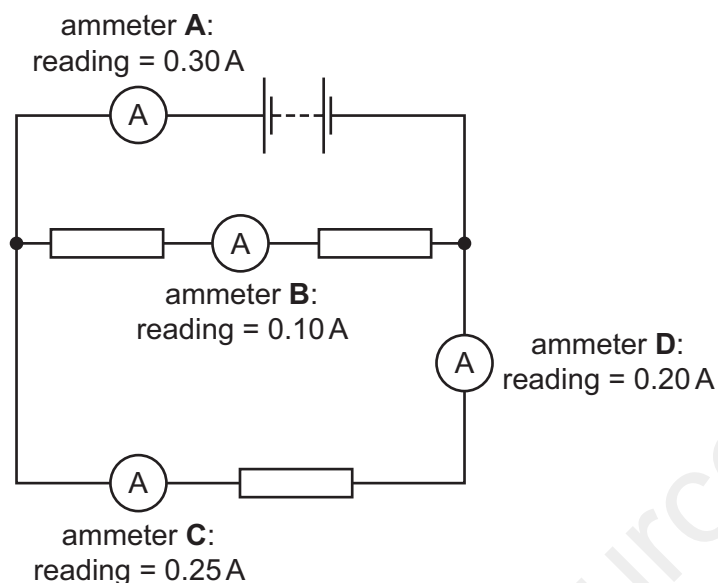 ammeter A:
reading = 0.30 A
A
A
ammeter B:
reading = 0.10 A
A
ammeter D:
reading = 0.20 A
A
ammeter C:
reading = 0.25 A